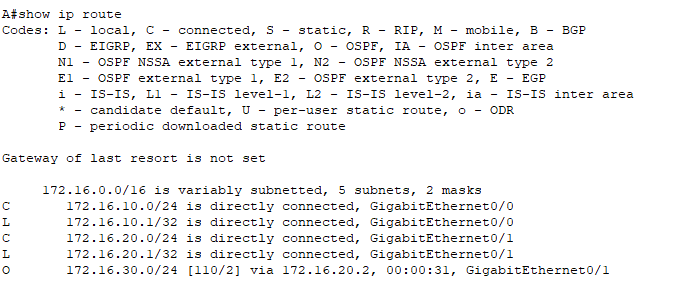 A#show ip route
Codes: L - local, C - connected, S - static, R - RIP, M - mobile, B - BGP
       D - EIGRP, EX - EIGRP external, O - OSPF, IA - OSPF inter area
       N1 - OSPF NSSA external type 1, N2 - OSPF NSSA external type 2
       E1 - OSPF external type 1, E2 - OSPF external type 2, E - EGP
       i - IS-IS, L1 - IS-IS level-1, L2 - IS-IS level-2, ia - IS-IS inter area
       * - candidate default, U - per-user static route, o - ODR
       P - periodic downloaded static route

Gateway of last resort is not set

     172.16.0.0/16 is variably subnetted, 5 subnets, 2 masks
C       172.16.10.0/24 is directly connected, GigabitEthernet0/0
L       172.16.10.1/32 is directly connected, GigabitEthernet0/0
C       172.16.20.0/24 is directly connected, GigabitEthernet0/1
L       172.16.20.1/32 is directly connected, GigabitEthernet0/1
O       172.16.30.0/24 [110/2] via 172.16.20.2, 00:00:31, GigabitEthernet0/1